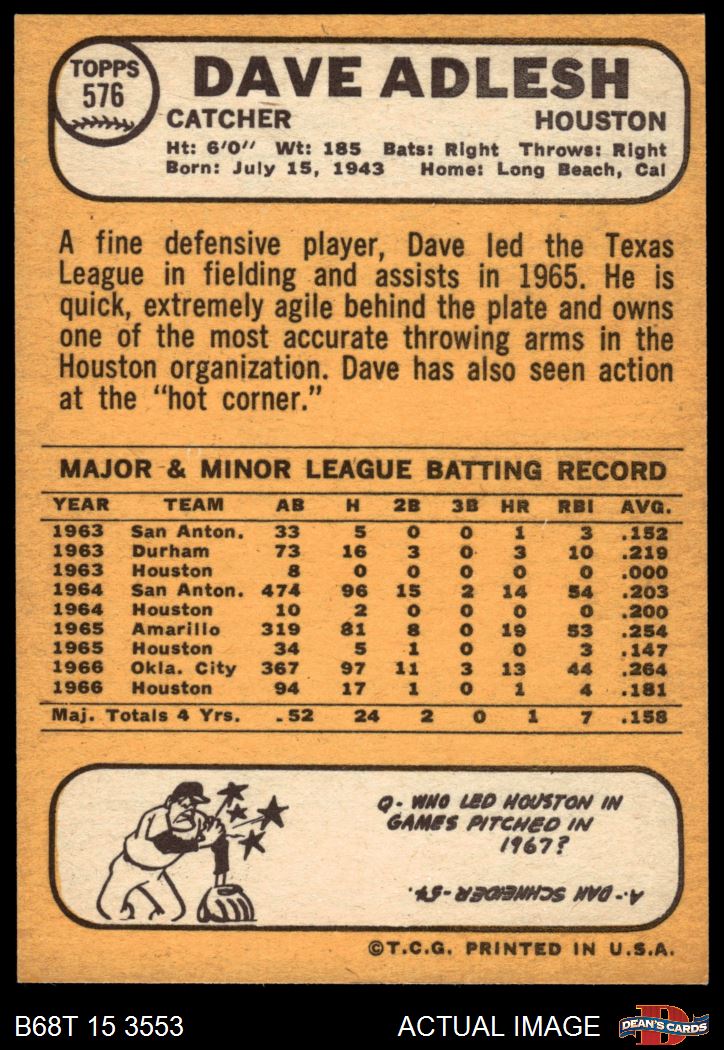 TOPPS
576
DAVE ADLESH
CATCHER HOUSTON
Ht: 6'0" Wt: 185 Bats: Right Throws: Right
Born: July 15, 1943 Home: Long Beach, Cal
A fine defensive player, Dave led the Texas
League in fielding and assists in 1965. He is
quick, extremely agile behind the plate and owns
one of the most accurate throwing arms in the
Houston organization. Dave has also seen action
at the "hot corner."
MAJOR & MINOR LEAGUE BATTING RECORD
YEAR TEAM AB H 2B 3B HR RBI AVG.
1963 San Anton. 33 5 0 0 1 3 .152
1963 Durham 73 16 3 0 3 10 .219
1963 Houston 8 0 0 0 0 0 .000
1964 San Anton. 474 96 15 2 14 54 .203
1964 Houston 10 2 0 0 0 0 .200
1965 Amarillo 319 81 8 0 19 53 .254
1965 Houston 34 5 1 0 0 3 .147
1966 Okla. City 367 97 11 3 13 44 .264
1966 Houston 94 17 1 0 1 4 .181
Maj. Totals 4 Yrs. 52 24 2 0 1 7 .158
Q- WHO LED HOUSTON IN
GAMES PITCHED IN
1967?
A- DAN SCHNEIDER-54.
©T.C.G. PRINTED IN U.S.A.
B68T 15 3553 ACTUAL IMAGE
D
DEAN'S CARDS